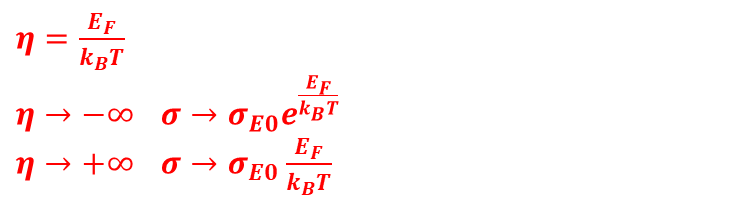 η = E_F / k_B T
η → −∞ σ → σ_E0 e^(E_F / k_B T)
η → +∞ σ → σ_E0 E_F / k_B T